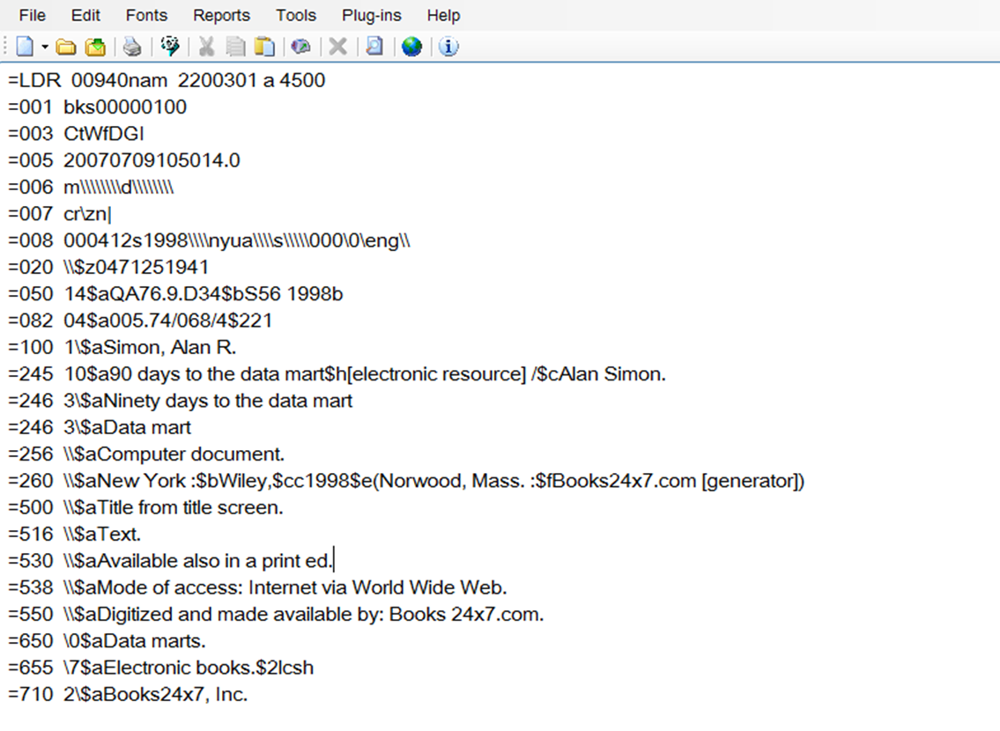 File Edit Fonts Reports Tools Plug-ins Help
=LDR  00940nam  2200301 a 4500
=001  bks00000100
=003  CtWfDGI
=005  20070709105014.0
=006  m\\\\\\\\d\\\\\\\\
=007  cr\zn|
=008  000412s1998\\\\nyua\\\\s\\\\\000\0\eng\\
=020  \\$z0471251941
=050  14$aQA76.9.D34$bS56 1998b
=082  04$a005.74/068/4$221
=100  1\$aSimon, Alan R.
=245  10$a90 days to the data mart$h[electronic resource] /$cAlan Simon.
=246  3\$aNinety days to the data mart
=246  3\$aData mart
=256  \\$aComputer document.
=260  \\$aNew York :$bWiley,$cc1998$e(Norwood, Mass. :$fBooks24x7.com [generator])
=500  \\$aTitle from title screen.
=516  \\$aText.
=530  \\$aAvailable also in a print ed.
=538  \\$aMode of access: Internet via World Wide Web.
=550  \\$aDigitized and made available by: Books 24x7.com.
=650  \0$aData marts.
=655  \7$aElectronic books.$2lcsh
=710  2\$aBooks24x7, Inc.